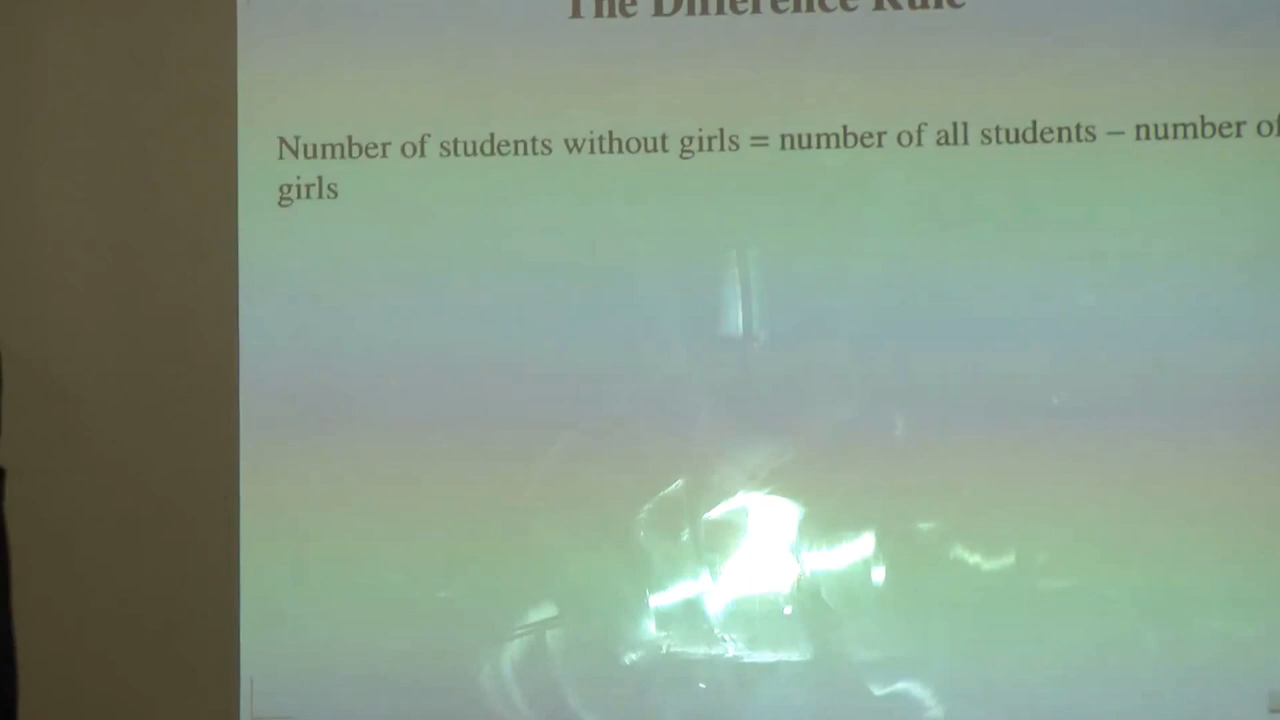 The Difference Rule
Number of students without girls = number of all students – number of
girls